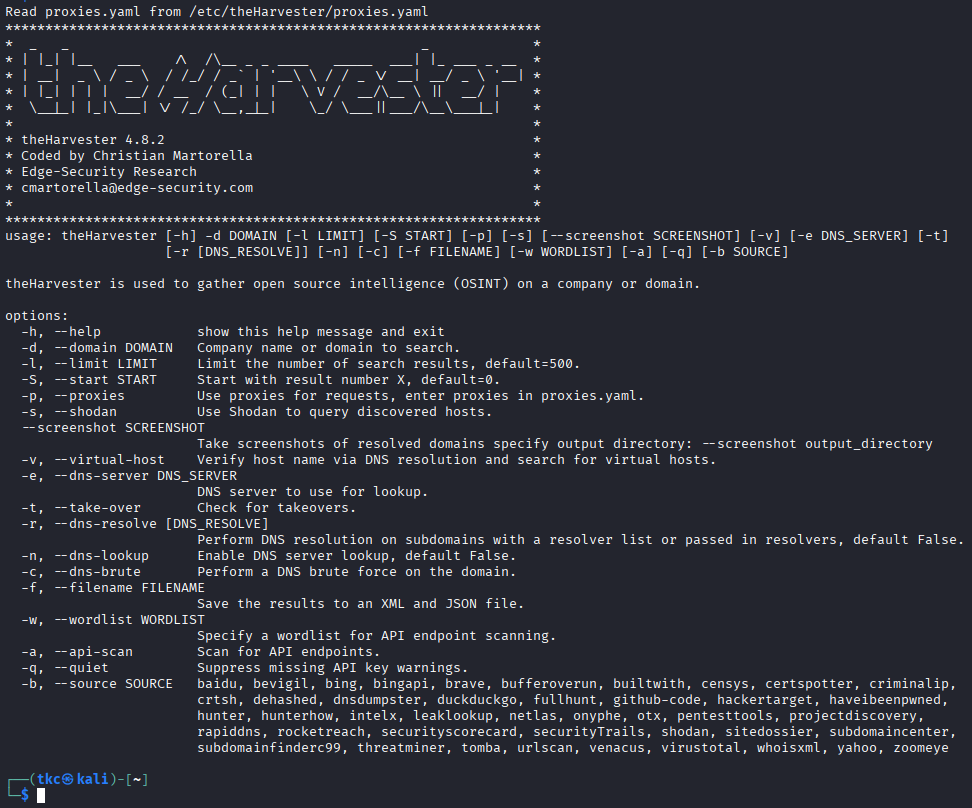 Read proxies.yaml from /etc/theHarvester/proxies.yaml
*******************************************************************
*  _   _                                            _             *
* | |_| |__   ___    /\  /\__ _ _ ____   _____  ___| |_ ___ _ __  *
* | __|  _ \ / _ \  / /_/ / _` | '__\ \ / / _ \/ __| __/ _ \ '__| *
* | |_| | | |  __/ / __  / (_| | |   \ V /  __/\__ \ ||  __/ |    *
*  \__|_| |_|\___| \/ /_/ \__,_|_|    \_/ \___||___/\__\___|_|    *
*                                                                 *
* theHarvester 4.8.2                                              *
* Coded by Christian Martorella                                   *
* Edge-Security Research                                          *
* cmartorella@edge-security.com                                   *
*                                                                 *
*******************************************************************
usage: theHarvester [-h] -d DOMAIN [-l LIMIT] [-S START] [-p] [-s] [--screenshot SCREENSHOT] [-v] [-e DNS_SERVER] [-t]
                    [-r [DNS_RESOLVE]] [-n] [-c] [-f FILENAME] [-w WORDLIST] [-a] [-q] [-b SOURCE]

theHarvester is used to gather open source intelligence (OSINT) on a company or domain.

options:
  -h, --help            show this help message and exit
  -d, --domain DOMAIN   Company name or domain to search.
  -l, --limit LIMIT     Limit the number of search results, default=500.
  -S, --start START     Start with result number X, default=0.
  -p, --proxies         Use proxies for requests, enter proxies in proxies.yaml.
  -s, --shodan          Use Shodan to query discovered hosts.
  --screenshot SCREENSHOT
                        Take screenshots of resolved domains specify output directory: --screenshot output_directory
  -v, --virtual-host    Verify host name via DNS resolution and search for virtual hosts.
  -e, --dns-server DNS_SERVER
                        DNS server to use for lookup.
  -t, --take-over       Check for takeovers.
  -r, --dns-resolve [DNS_RESOLVE]
                        Perform DNS resolution on subdomains with a resolver list or passed in resolvers, default False.
  -n, --dns-lookup      Enable DNS server lookup, default False.
  -c, --dns-brute       Perform a DNS brute force on the domain.
  -f, --filename FILENAME
                        Save the results to an XML and JSON file.
  -w, --wordlist WORDLIST
                        Specify a wordlist for API endpoint scanning.
  -a, --api-scan        Scan for API endpoints.
  -q, --quiet           Suppress missing API key warnings.
  -b, --source SOURCE   baidu, bevigil, bing, bingapi, brave, bufferoverun, builtwith, censys, certspotter, criminalip,
                        crtsh, dehashed, dnsdumpster, duckduckgo, fullhunt, github-code, hackertarget, haveibeenpwned,
                        hunter, hunterhow, intelx, leaklookup, netlas, onyphe, otx, pentesttools, projectdiscovery,
                        rapiddns, rocketreach, securityscorecard, securityTrails, shodan, sitedossier, subdomaincenter,
                        subdomainfinderc99, threatminer, tomba, urlscan, venacus, virustotal, whoisxml, yahoo, zoomeye

┌──(tkc㉿kali)-[~]
└─$